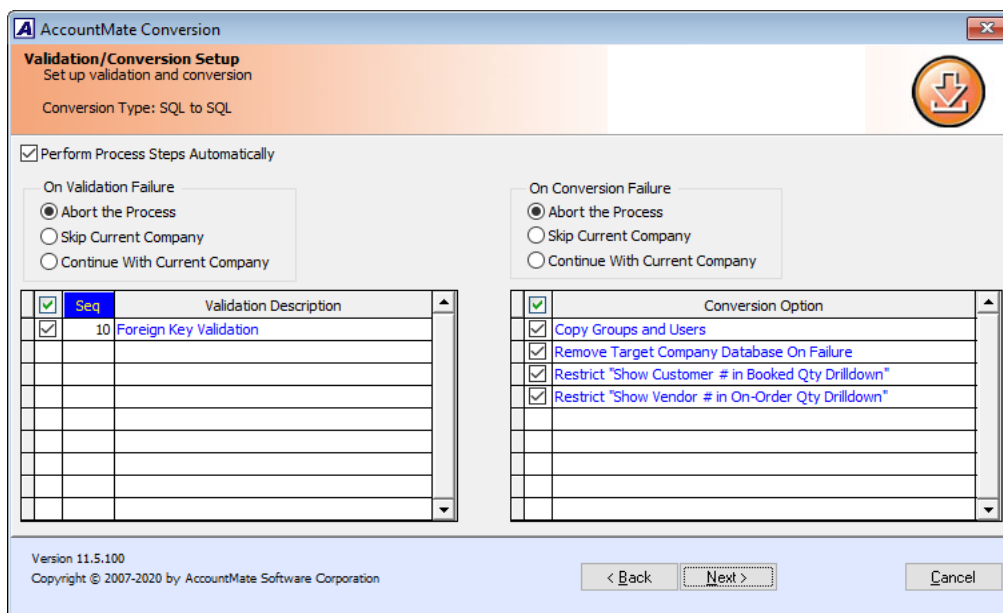 AccountMate Conversion
Validation/Conversion Setup
Set up validation and conversion
Conversion Type: SQL to SQL
Perform Process Steps Automatically
On Validation Failure
Abort the Process
Skip Current Company
Continue With Current Company
On Conversion Failure
Abort the Process
Skip Current Company
Continue With Current Company
Seq Validation Description
10 Foreign Key Validation
Conversion Option
Copy Groups and Users
Remove Target Company Database On Failure
Restrict "Show Customer # in Booked Qty Drilldown"
Restrict "Show Vendor # in On-Order Qty Drilldown"
Version 11.5.100
Copyright © 2007-2020 by AccountMate Software Corporation
< Back
Next >
Cancel